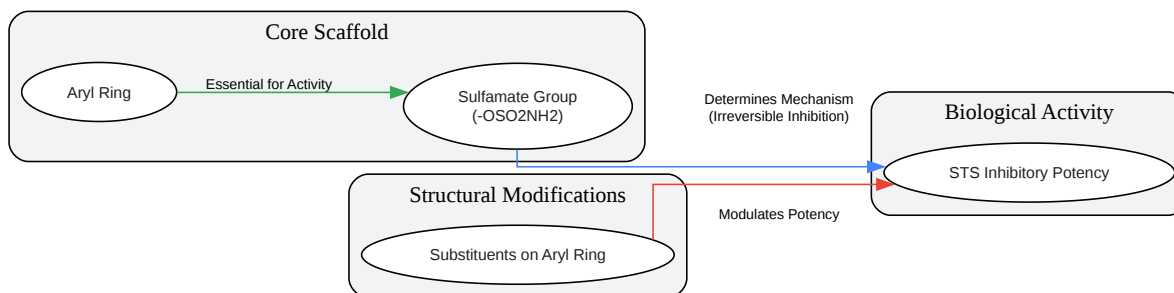 Core Scaffold
Aryl Ring
Essential for Activity
Sulfamate Group
(-OSO2NH2)
Determines Mechanism
(Irreversible Inhibition)
Biological Activity
STS Inhibitory Potency
Structural Modifications
Modulates Potency
Substituents on Aryl Ring